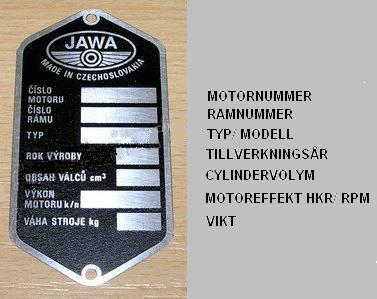 JAWA
MADE IN CZECHOSLOVAKIA
ČÍSLO
MOTORU
ČÍSLO
RÁMU
TYP
ROK VÝROBY
OBSAH VÁLCŮ cm³
VÝKON
MOTORU k/n
VÁHA STROJE kg
MOTORNUMMER
RAMNUMMER
TYP/ MODELL
TILLVERKNINGSÅR
CYLINDERVOLYM
MOTOREFFEKT HKR/ RPM
VIKT